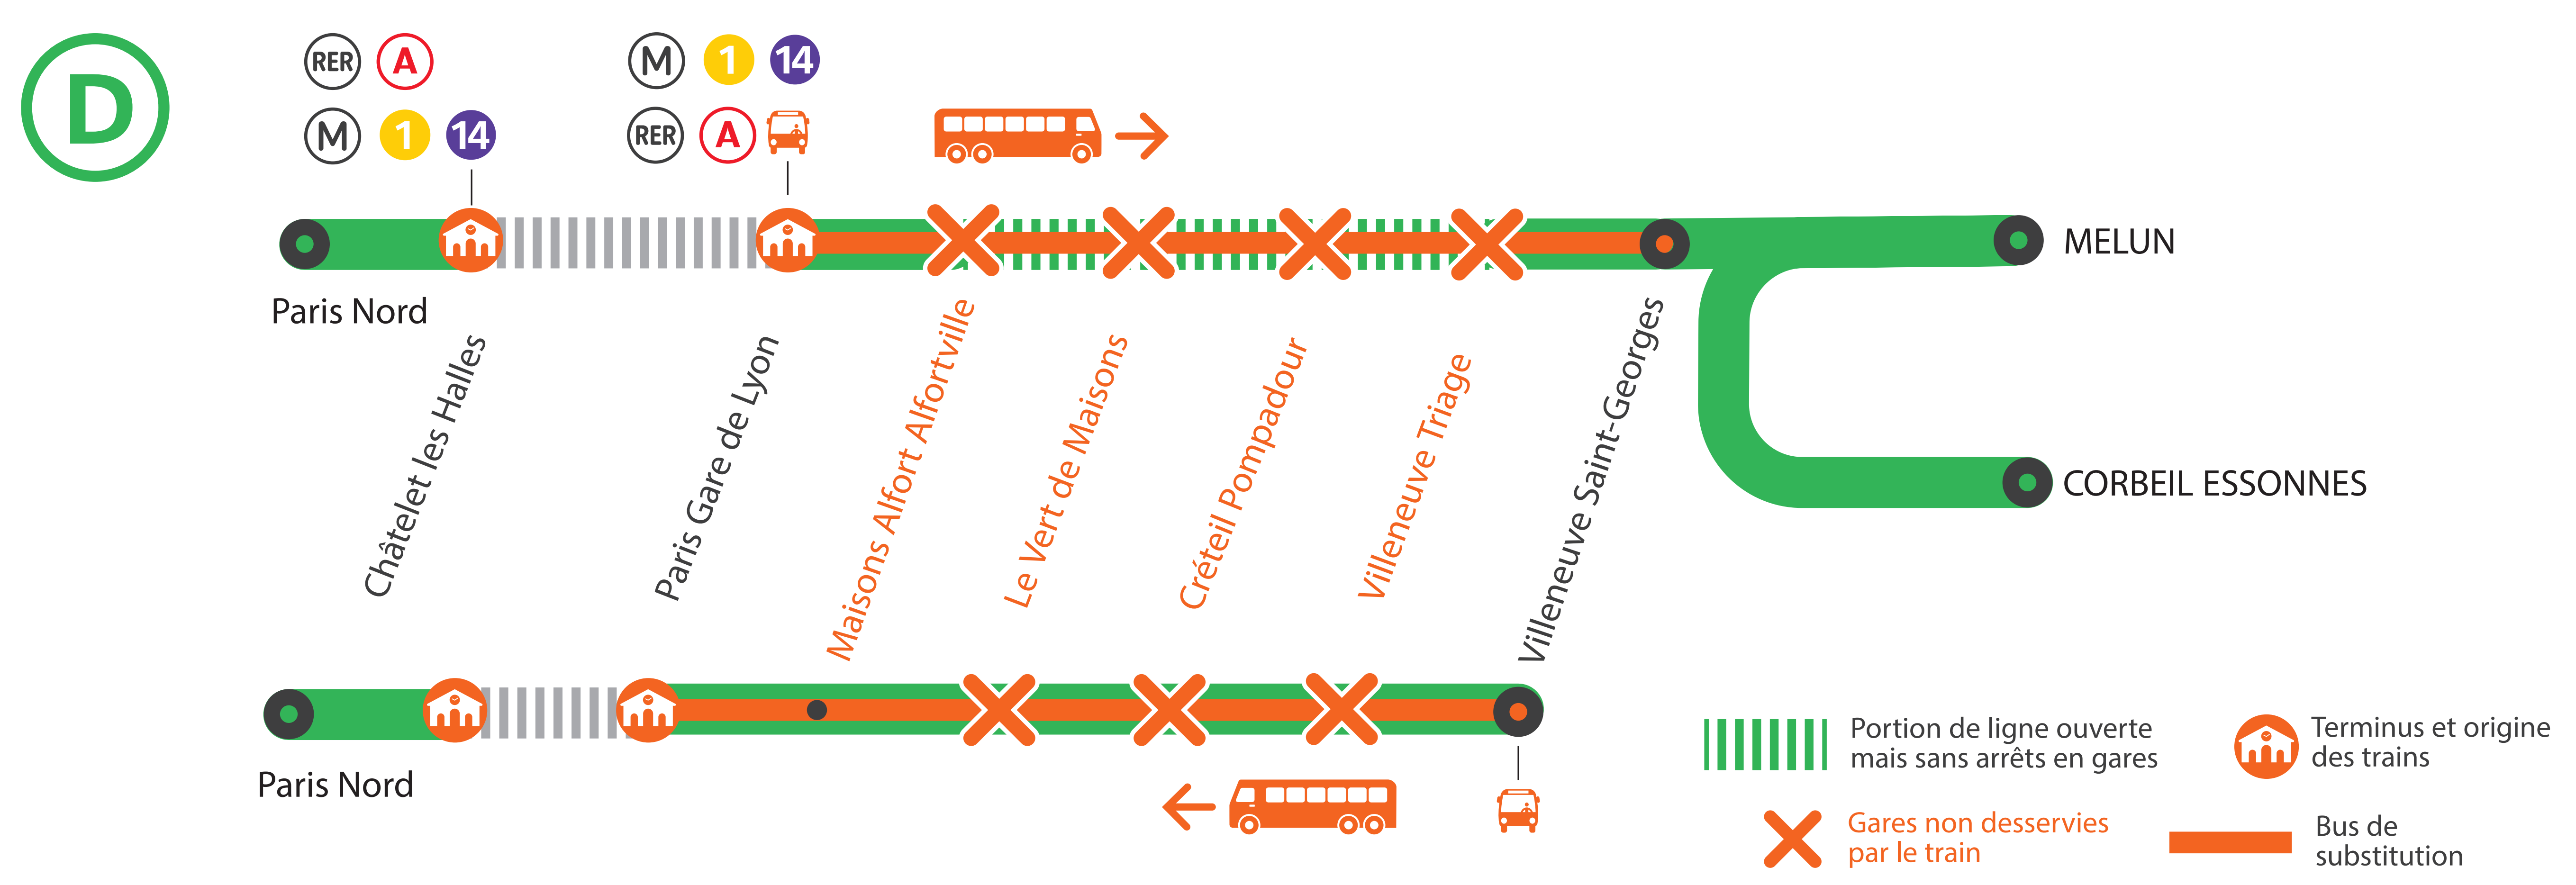 D
RER A
M 1 14
M 1 14
RER A
MELUN
Paris Nord
CORBEIL ESSONNES
Châtelet les Halles
Paris Gare de Lyon
Maisons Alfort Alfortville
Le Vert de Maisons
Créteil Pompadour
Villeneuve Triage
Villeneuve Saint-Georges
Paris Nord
Portion de ligne ouverte
mais sans arrêts en gares
Terminus et origine
des trains
Gares non desservies
par le train
Bus de
substitution